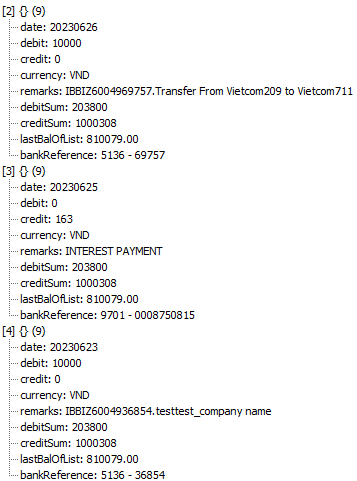 [2] {} (9)
date: 20230626
debit: 10000
credit: 0
currency: VND
remarks: IBBIZ6004969757.Transfer From Vietcom209 to Vietcom711
debitSum: 203800
creditSum: 1000308
lastBalOfList: 810079.00
bankReference: 5136 - 69757
[3] {} (9)
date: 20230625
debit: 0
credit: 163
currency: VND
remarks: INTEREST PAYMENT
debitSum: 203800
creditSum: 1000308
lastBalOfList: 810079.00
bankReference: 9701 - 0008750815
[4] {} (9)
date: 20230623
debit: 10000
credit: 0
currency: VND
remarks: IBBIZ6004936854.testtest_company name
debitSum: 203800
creditSum: 1000308
lastBalOfList: 810079.00
bankReference: 5136 - 36854